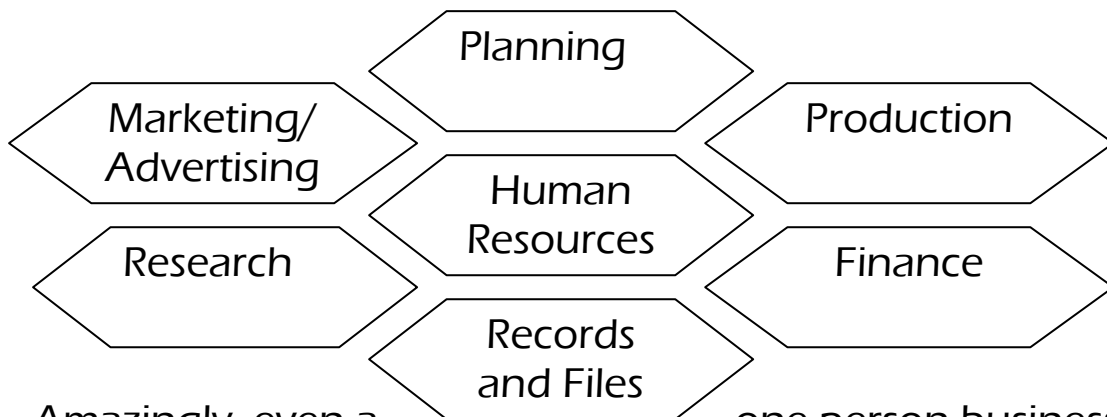 Planning
Marketing/
Advertising
Production
Human
Resources
Research
Finance
Records
and Files
Amazingly, even a one person business